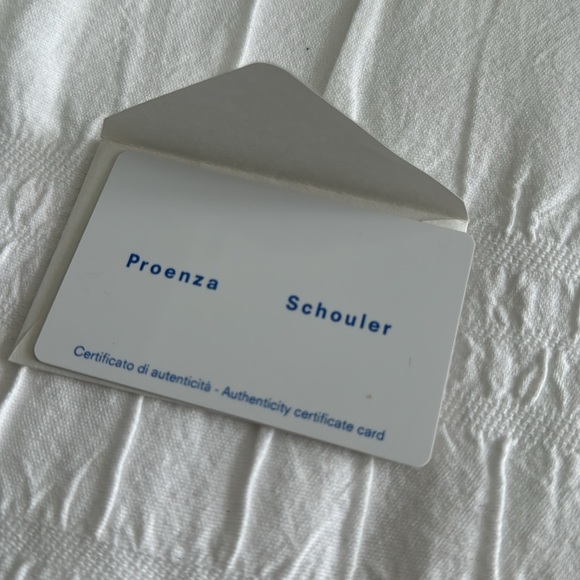 Proenza Schouler
Certificato di autenticità - Authenticity certificate card